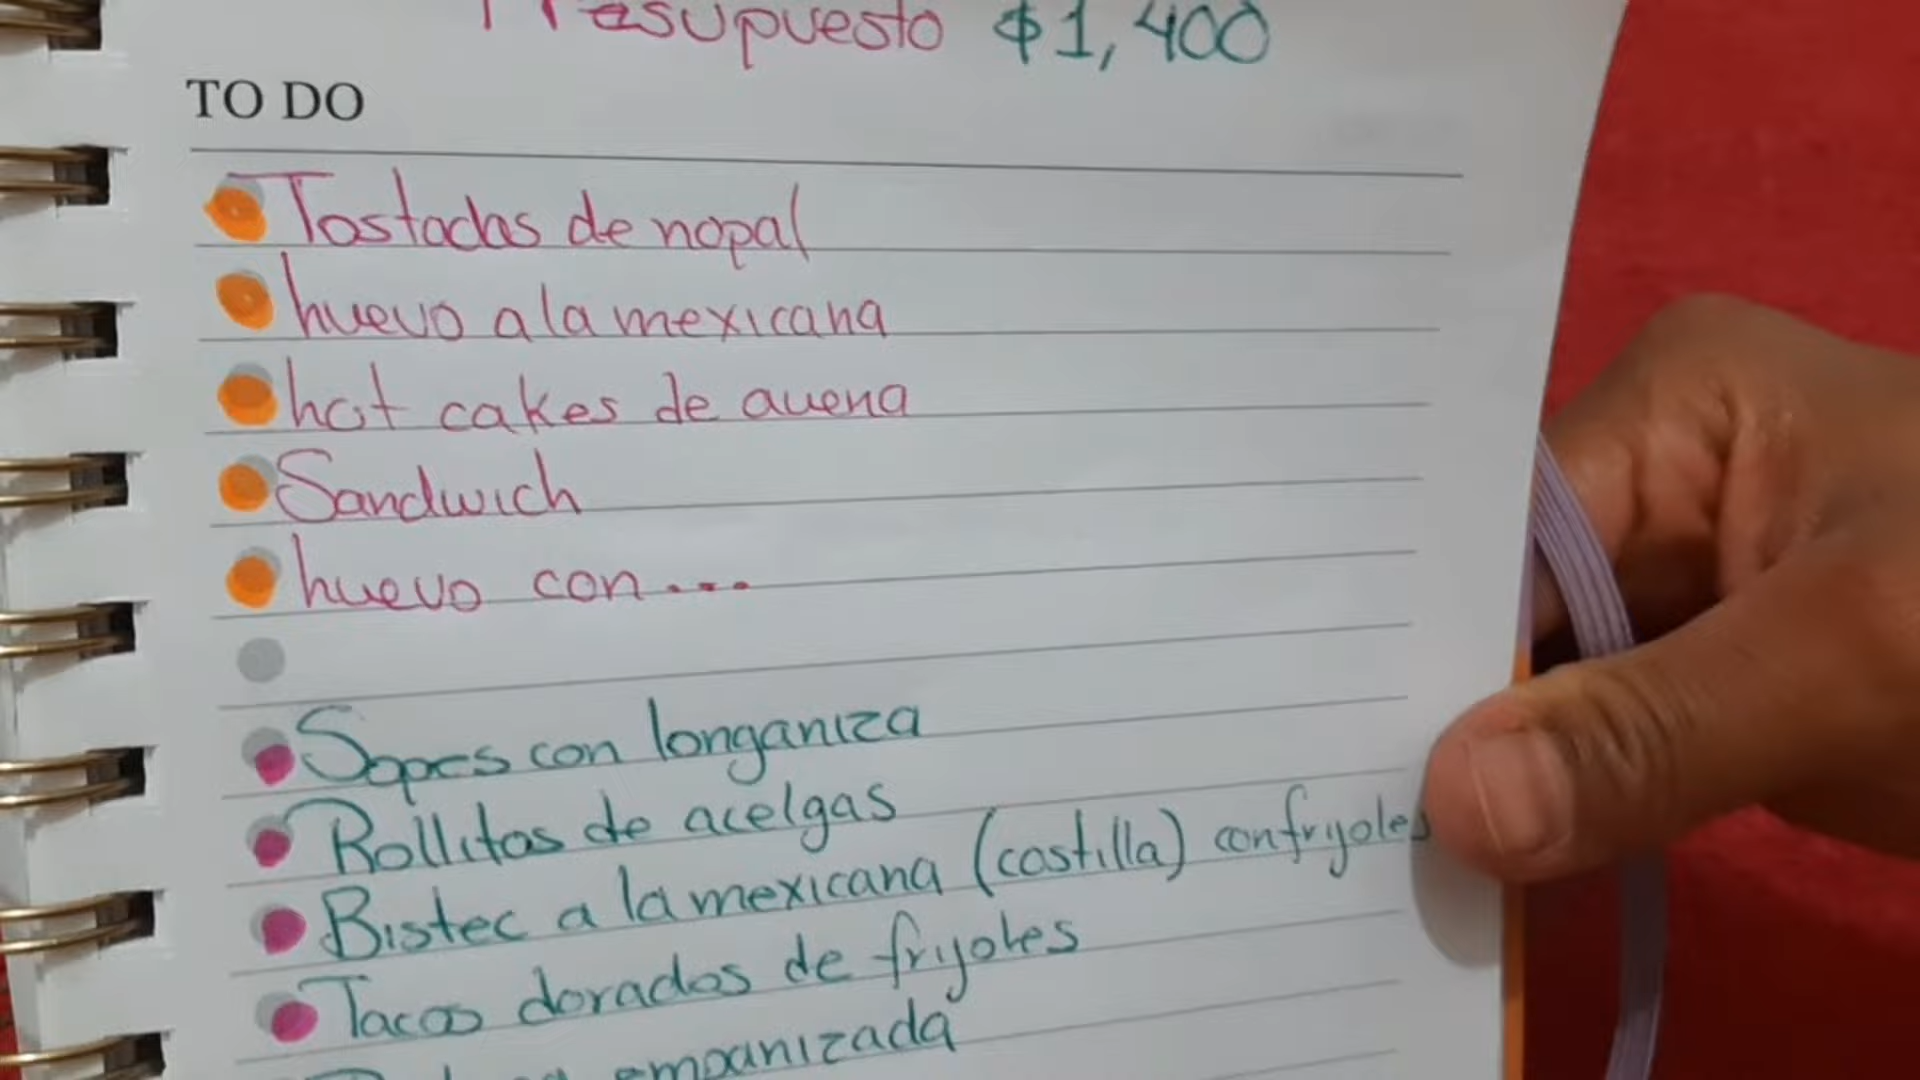 Presupuesto $1,400
TO DO
Tostadas de nopal
huevo a la mexicana
hot cakes de avena
Sandwich
huevo con...
Sopes con longaniza
Rollitos de acelgas
Bistec a la mexicana (costilla) con frijoles
Tacos dorados de frijoles
empanizada